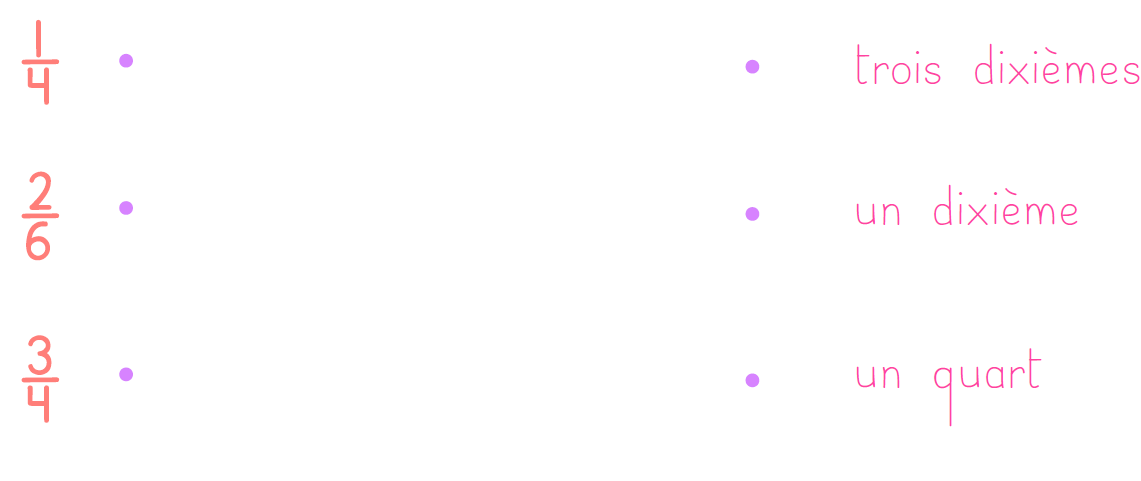 1/4 trois dixièmes
2/6 un dixième
3/4 un quart